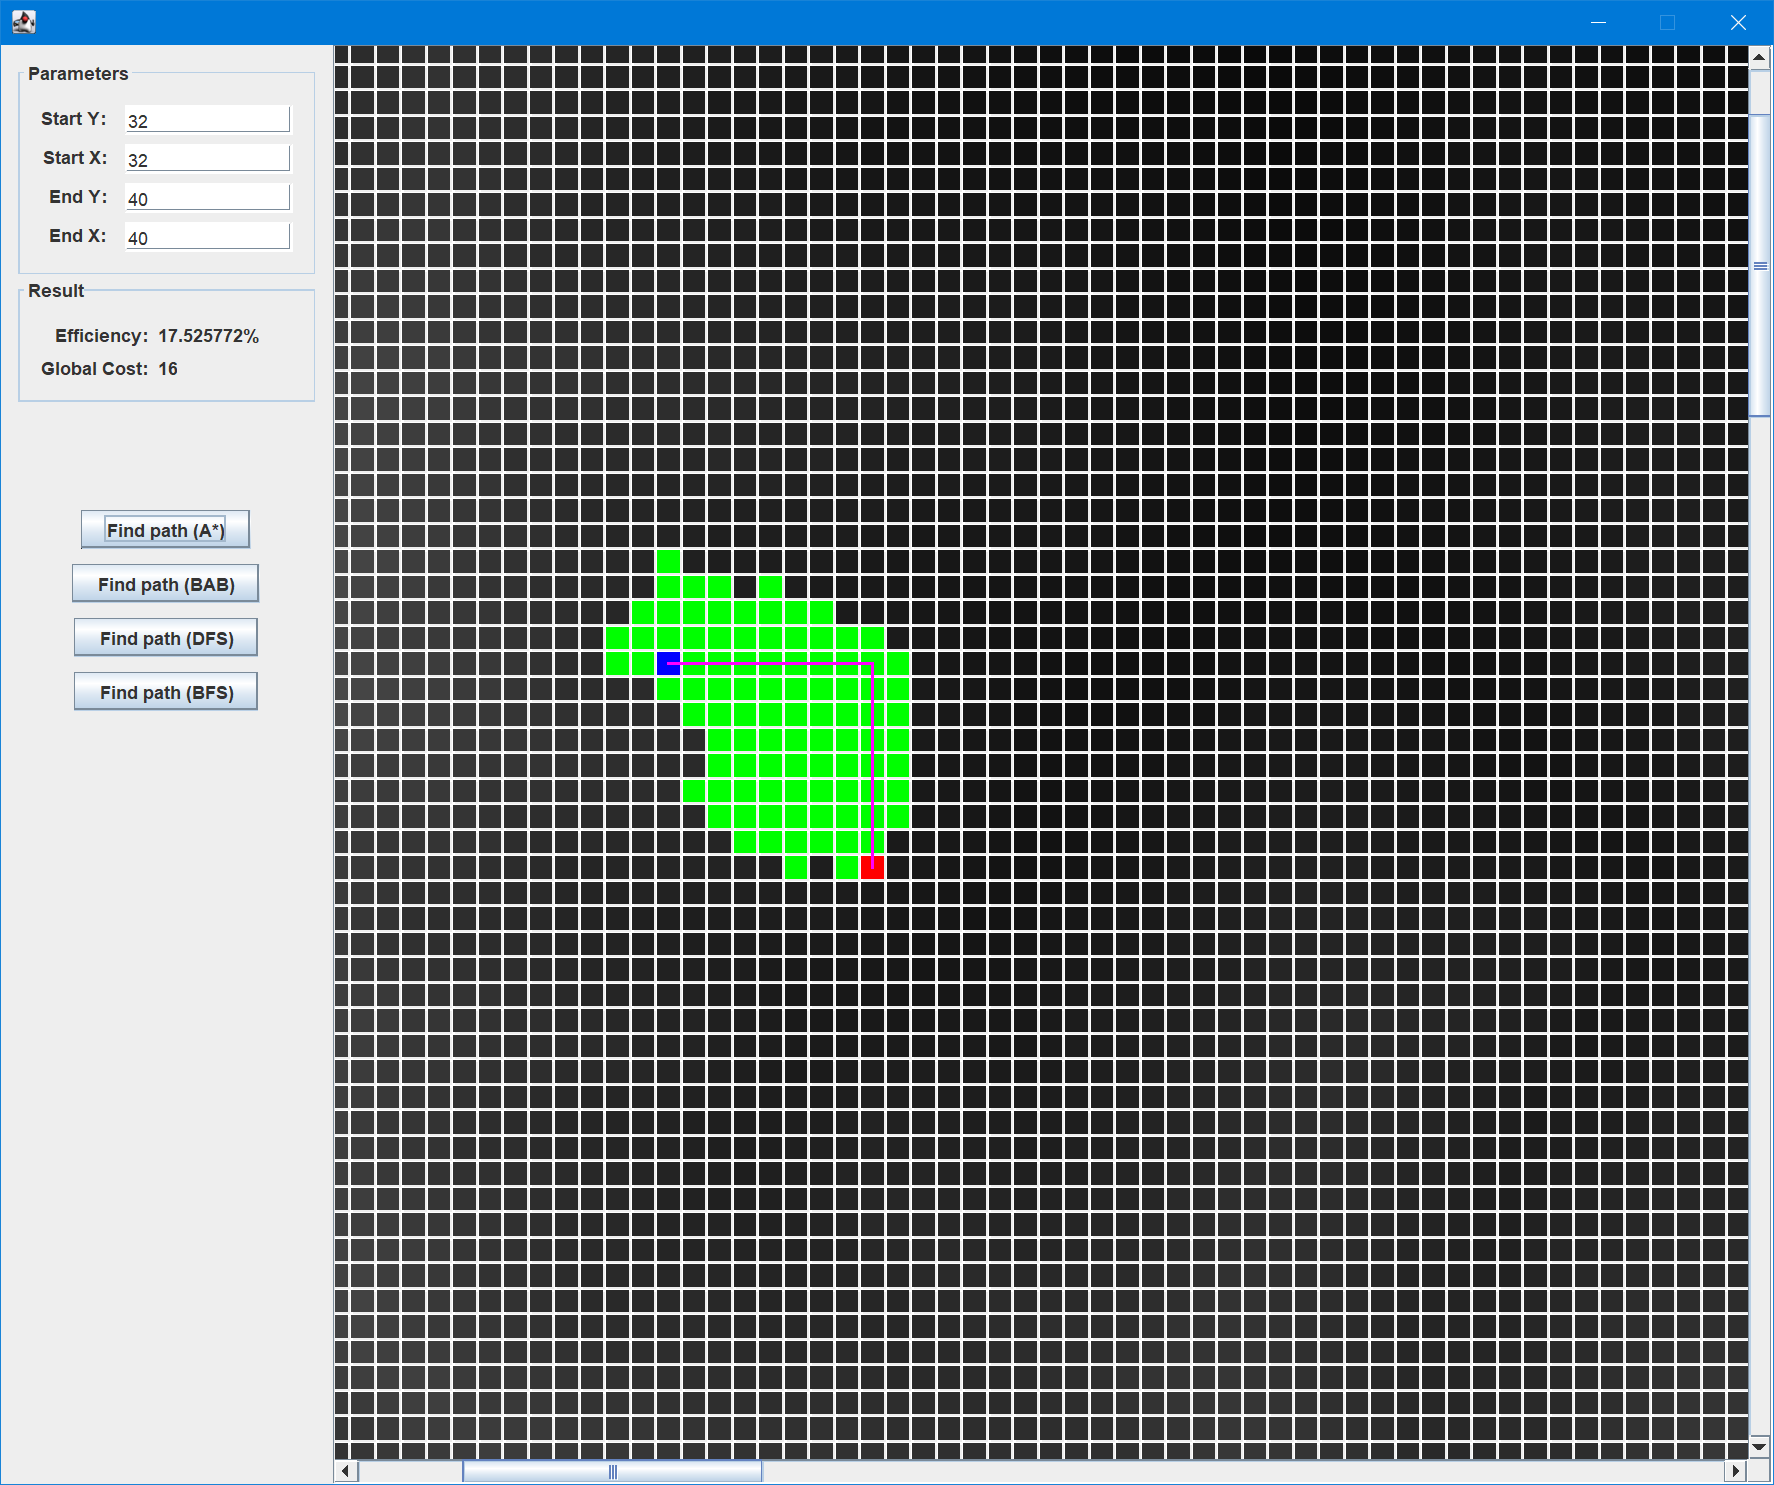 Parameters
Start Y: 32
Start X: 32
End Y: 40
End X: 40
Result
Efficiency: 17.525772%
Global Cost: 16
Find path (A*)
Find path (BAB)
Find path (DFS)
Find path (BFS)